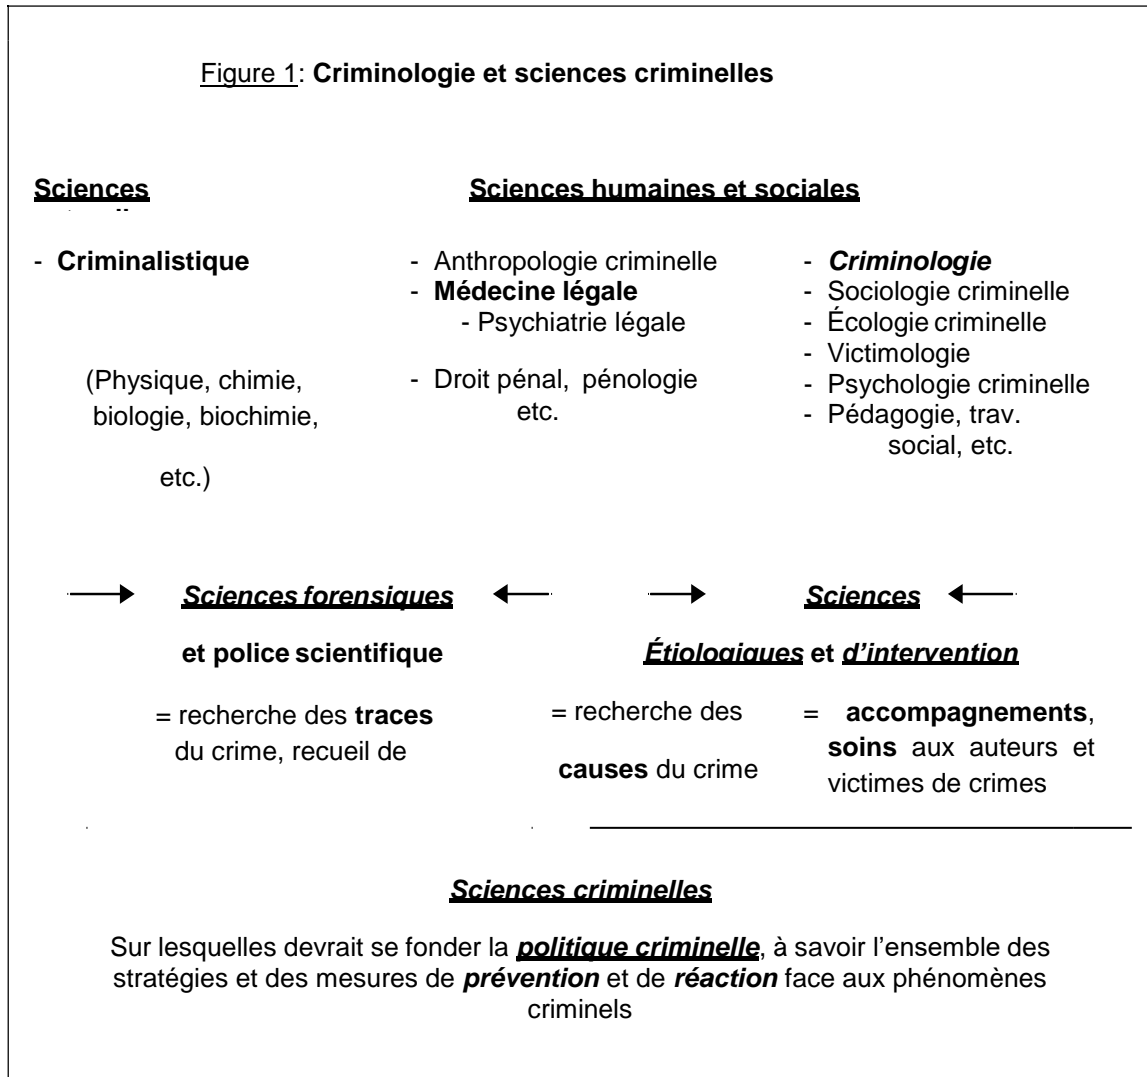 Figure 1: Criminologie et sciences criminelles
Sciences
Sciences humaines et sociales
- Criminalistique
(Physique, chimie,
biologie, biochimie,
etc.)
- Anthropologie criminelle
- Médecine légale
- Psychiatrie légale
- Droit pénal, pénologie
etc.
- Criminologie
- Sociologie criminelle
- Écologie criminelle
- Victimologie
- Psychologie criminelle
- Pédagogie, trav.
social, etc.
Sciences forensiques
et police scientifique
= recherche des traces
du crime, recueil de
Sciences
Étiologiques et d'intervention
= recherche des
causes du crime
= accompagnements,
soins aux auteurs et
victimes de crimes
Sciences criminelles
Sur lesquelles devrait se fonder la politique criminelle, à savoir l'ensemble des
stratégies et des mesures de prévention et de réaction face aux phénomènes
criminels